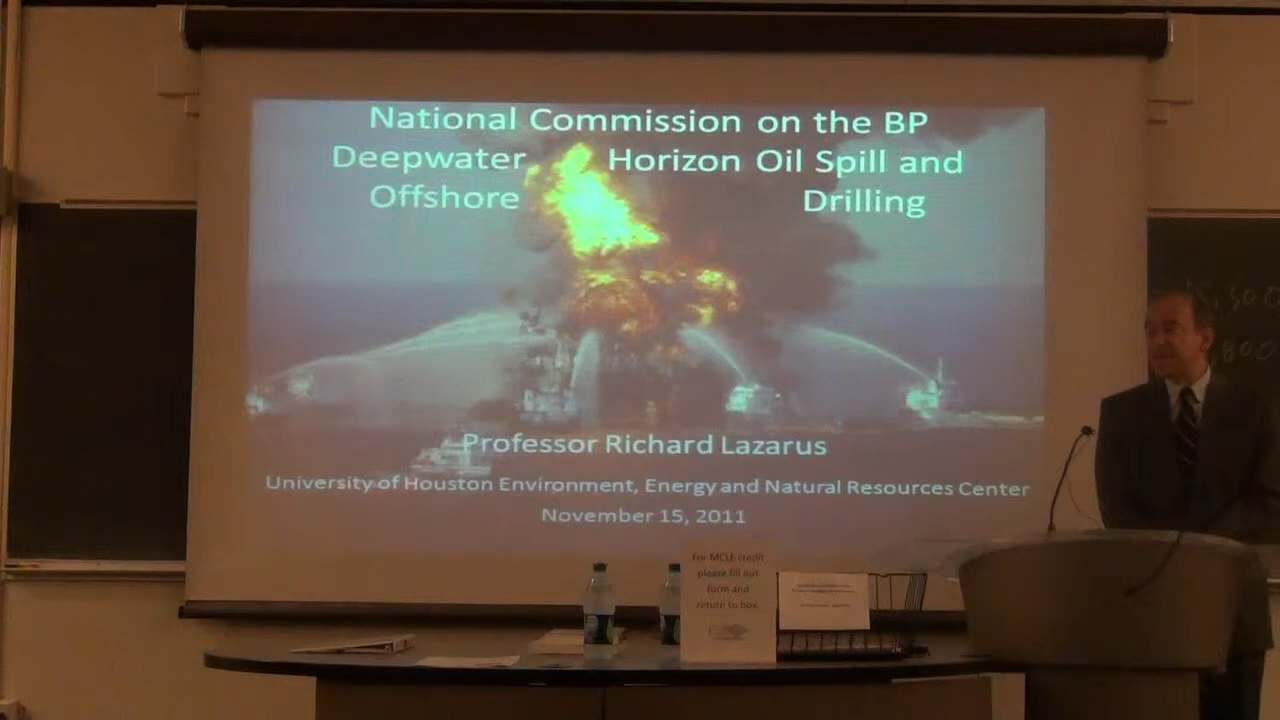 National Commission on the BP
Deepwater Horizon Oil Spill and
Offshore Drilling
Professor Richard Lazarus
University of Houston Environment, Energy and Natural Resources Center
November 15, 2011
For MCLE credit
please fill out
form and
return to box.